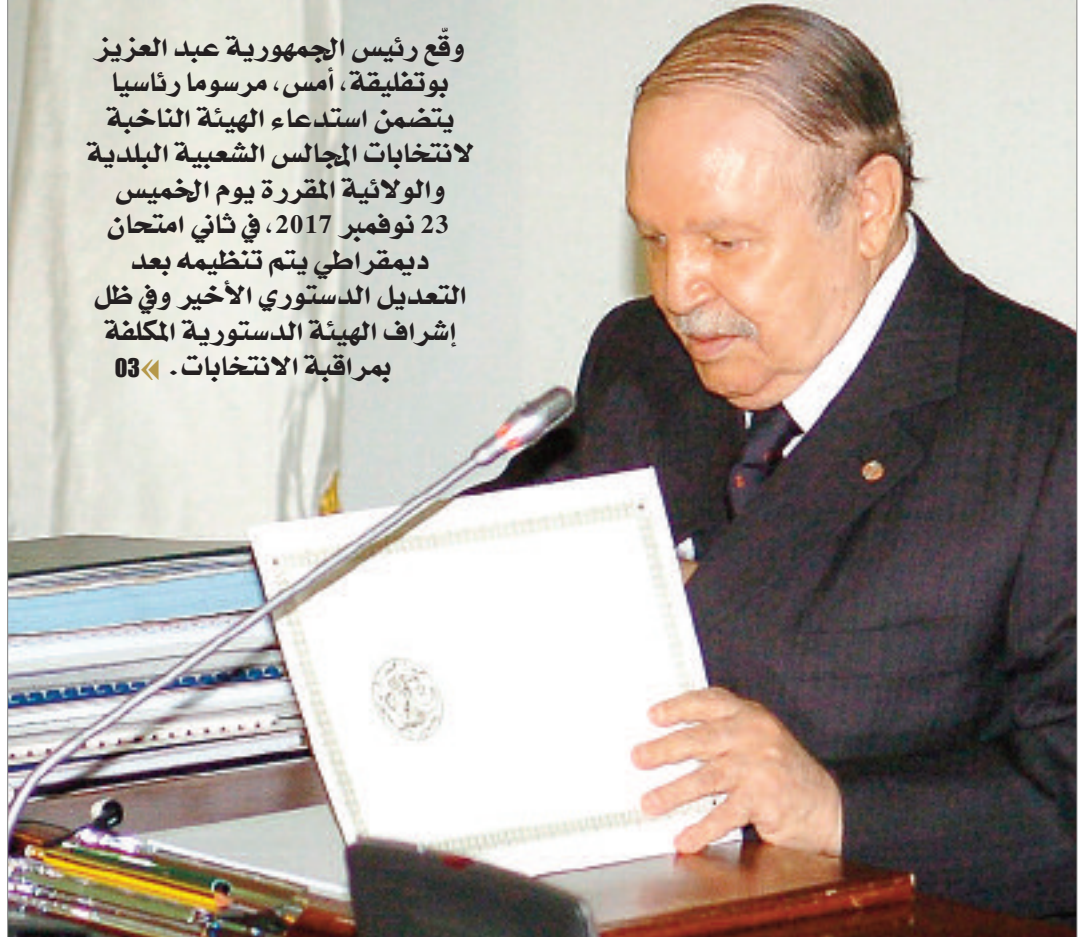 وقّع رئيس الجمهورية عبد العزيز
بوتفليقة، أمس، مرسوما رئاسيا
يتضمن استدعاء الهيئة الناخبة
لانتخابات المجالس الشعبية البلدية
والولائية المقررة يوم الخميس
23 نوفمبر 2017، في ثاني امتحان
ديمقراطي يتم تنظيمه بعد
التعديل الدستوري الأخير وفي ظل
إشراف الهيئة الدستورية المكلفة
بمراقبة الانتخابات. »03